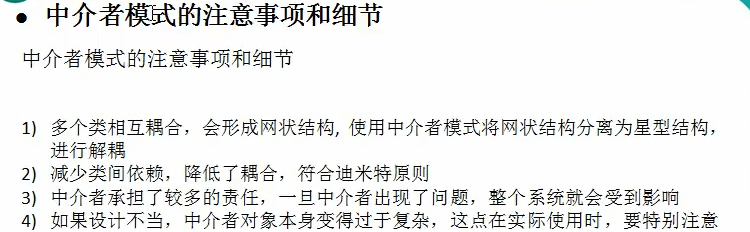 ● 中介者模式的注意事项和细节
中介者模式的注意事项和细节
1) 多个类相互耦合，会形成网状结构, 使用中介者模式将网状结构分离为星型结构，
进行解耦
2) 减少类间依赖，降低了耦合，符合迪米特原则
3) 中介者承担了较多的责任，一旦中介者出现了问题，整个系统就会受到影响
4) 如果设计不当，中介者对象本身变得过于复杂，这点在实际使用时，要特别注意